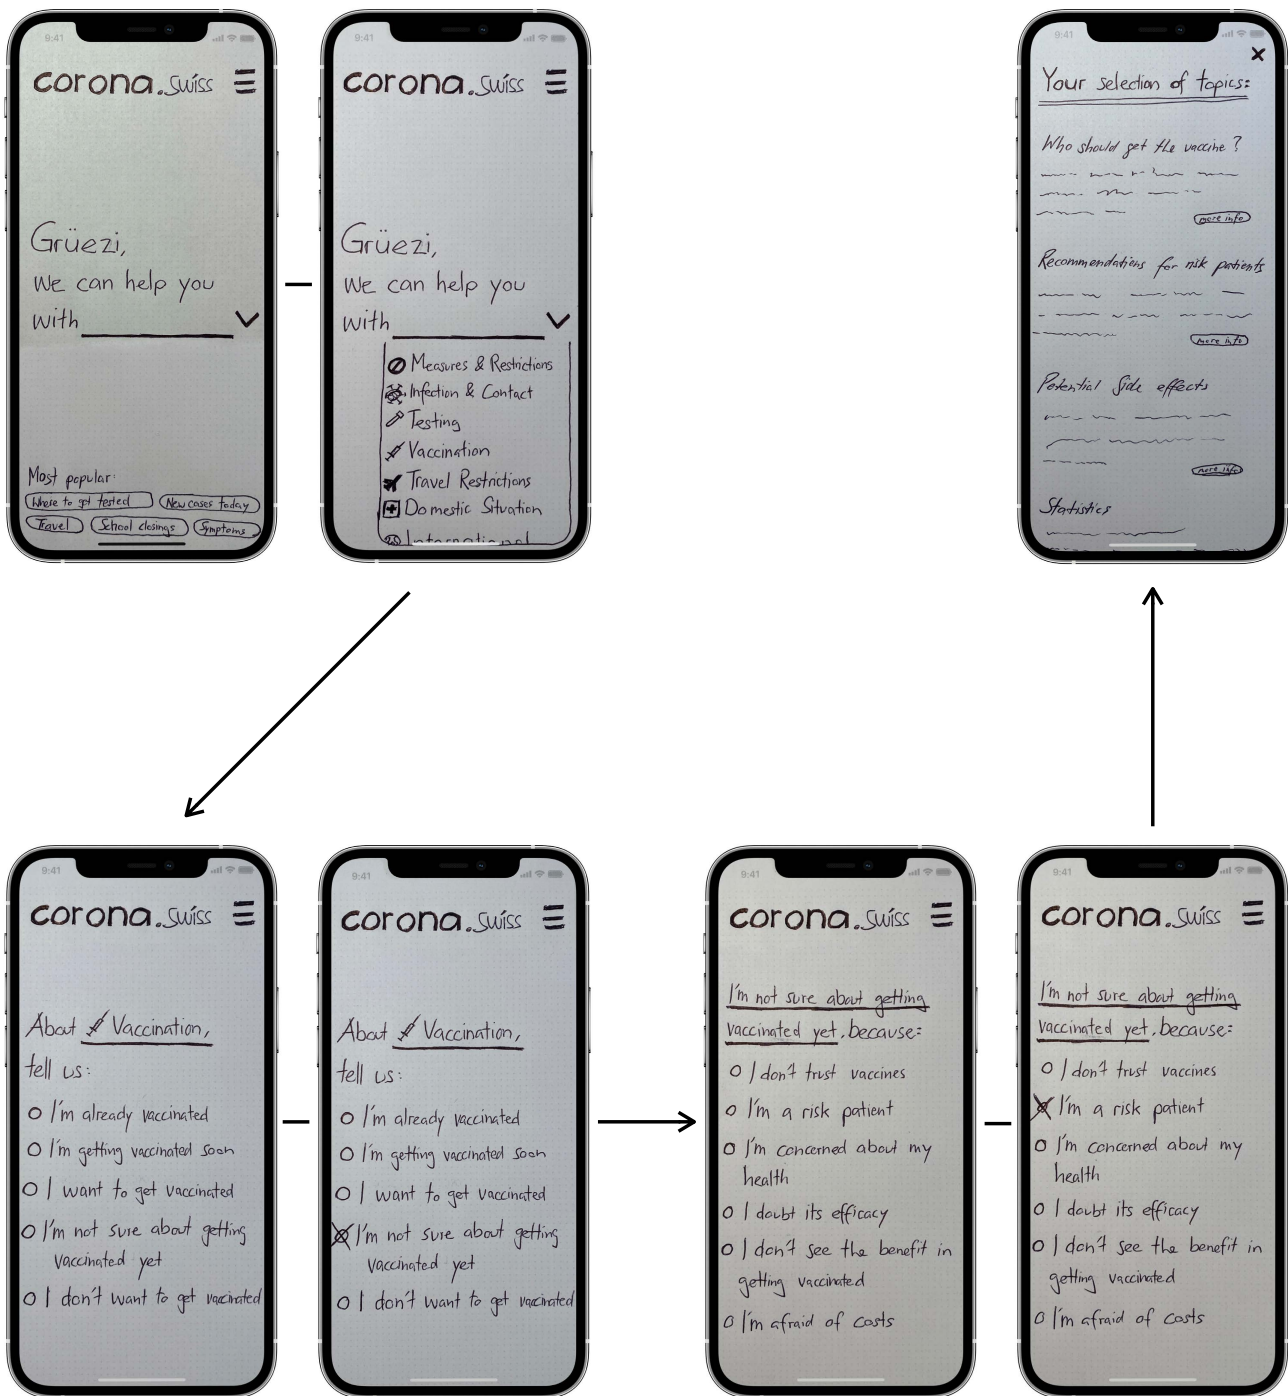 9:41
corona.swiss
Grüezi,
we can help you
with
Most popular:
Where to get tested
New cases today
Travel
School closings
Symptoms
9:41
corona.swiss
Grüezi,
we can help you
with
Measures & Restrictions
Infection & Contact
Testing
Vaccination
Travel Restrictions
Domestic Situation
International
9:41
corona.swiss
About Vaccination,
tell us:
I'm already vaccinated
I'm getting vaccinated soon
I want to get vaccinated
I'm not sure about getting
vaccinated yet
I don't want to get vaccinated
9:41
corona.swiss
About Vaccination,
tell us:
I'm already vaccinated
I'm getting vaccinated soon
I want to get vaccinated
I'm not sure about getting
vaccinated yet
I don't want to get vaccinated
9:41
corona.swiss
I'm not sure about getting
vaccinated yet, because:
I don't trust vaccines
I'm a risk patient
I'm concerned about my
health
I doubt its efficacy
I don't see the benefit in
getting vaccinated
I'm afraid of costs
9:41
corona.swiss
I'm not sure about getting
vaccinated yet, because:
I don't trust vaccines
I'm a risk patient
I'm concerned about my
health
I doubt its efficacy
I don't see the benefit in
getting vaccinated
I'm afraid of costs
9:41
Your selection of topics:
Who should get the vaccine?
more info
Recommendations for risk patients
more info
Potential Side effects
more info
Statistics